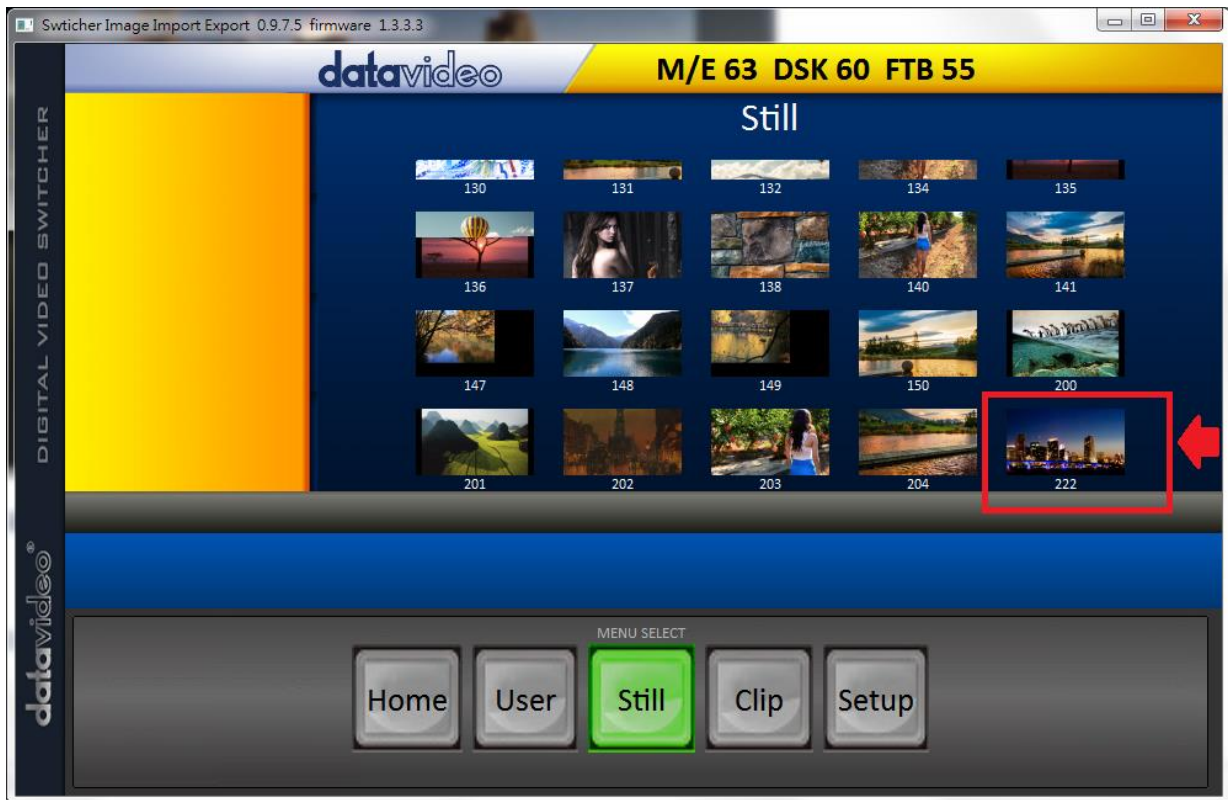 Swticher Image Import Export 0.9.7.5 firmware 1.3.3.3
datavideo
M/E 63 DSK 60 FTB 55
Still
130 131 132 134 135
136 137 138 140 141
147 148 149 150 200
201 202 203 204 222
DIGITAL VIDEO SWITCHER
datavideo®
MENU SELECT
Home User Still Clip Setup